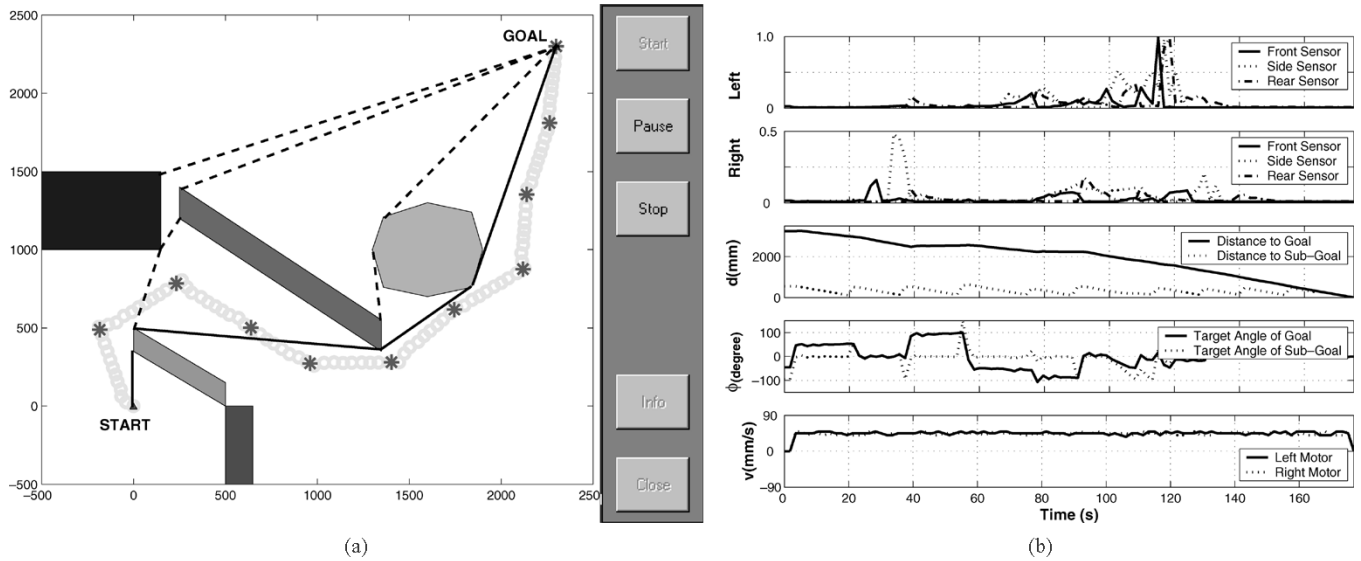 2500
2000
1500
1000
500
0
−500
−500
0
500
1000
1500
2000
250
GOAL
START
Start
Pause
Stop
Info
Close
(a)
1.0
0
Left
Front Sensor
Side Sensor
Rear Sensor
0.5
0
Right
Front Sensor
Side Sensor
Rear Sensor
2000
0
d(mm)
Distance to Goal
Distance to Sub−Goal
100
0
−100
ϕ(degree)
Target Angle of Goal
Target Angle of Sub−Goal
90
0
−90
v(mm/s)
Left Motor
Right Motor
0
20
40
60
80
100
120
140
160
Time (s)
(b)